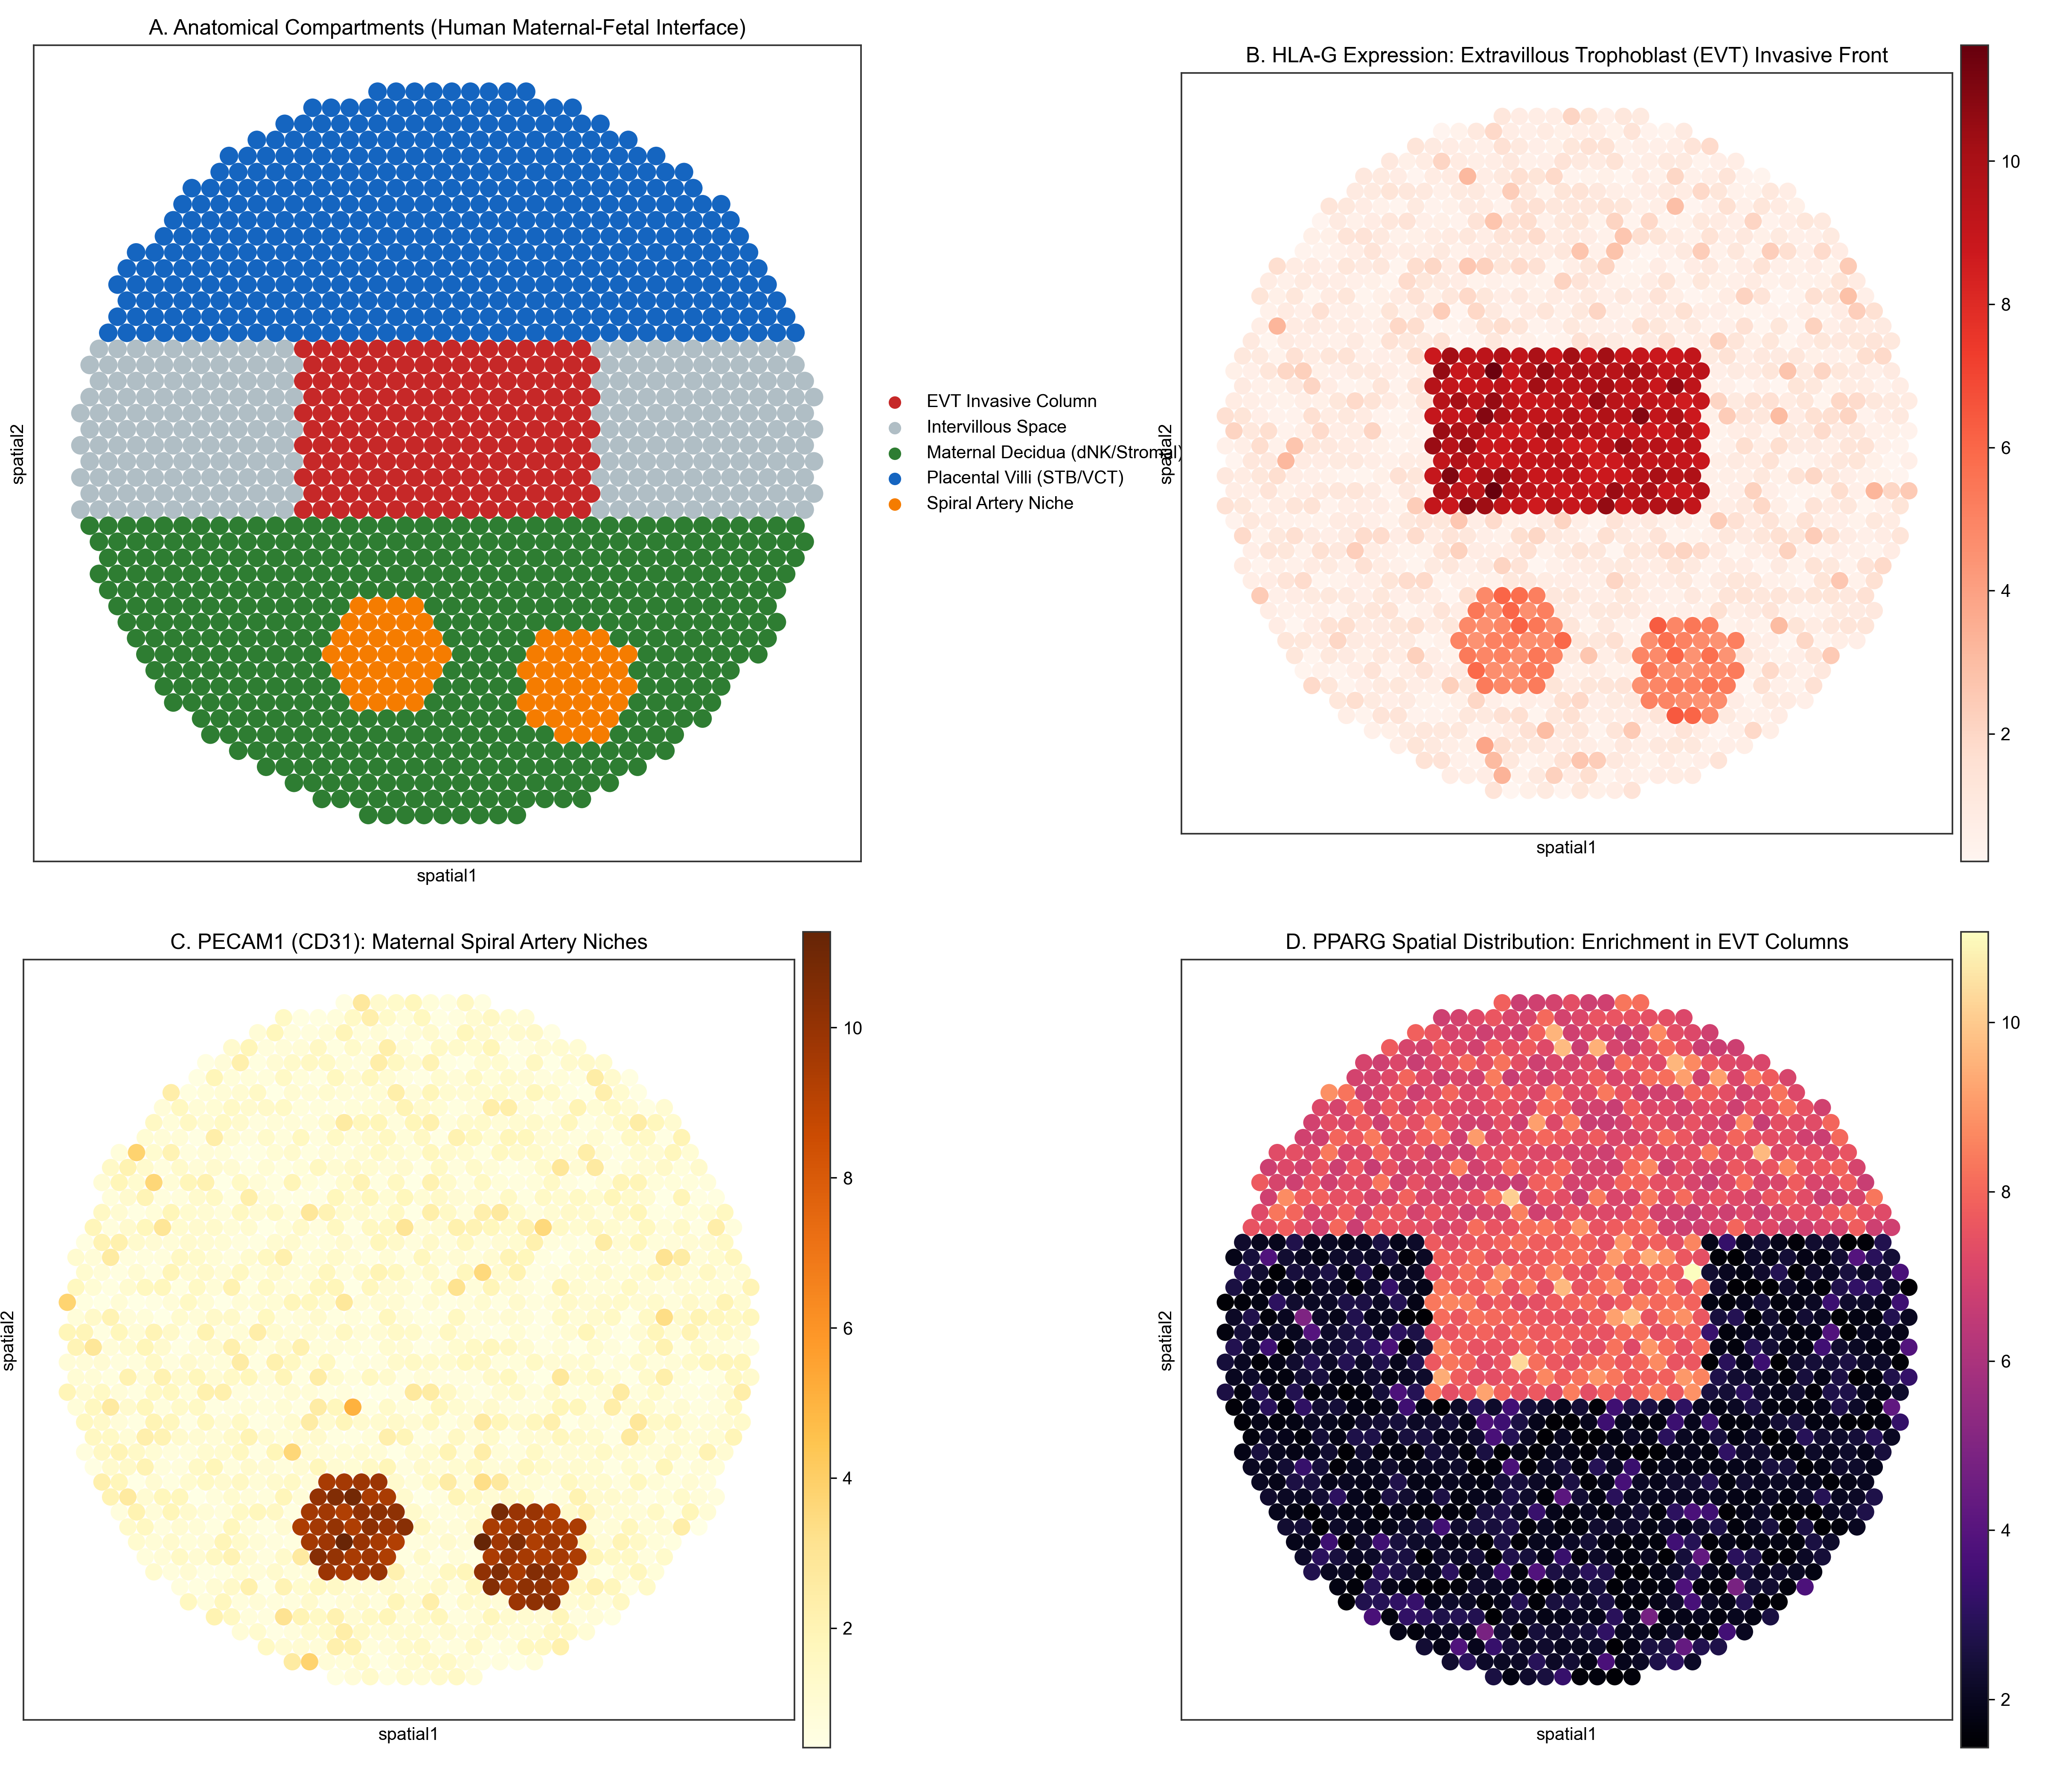 A. Anatomical Compartments (Human Maternal-Fetal Interface)
spatial2
spatial1
EVT Invasive Column
Intervillous Space
Maternal Decidua (dNK/Stromal)
Placental Villi (STB/VCT)
Spiral Artery Niche
B. HLA-G Expression: Extravillous Trophoblast (EVT) Invasive Front
spatial2
spatial1
10
8
6
4
2
C. PECAM1 (CD31): Maternal Spiral Artery Niches
spatial2
spatial1
10
8
6
4
2
D. PPARG Spatial Distribution: Enrichment in EVT Columns
spatial2
spatial1
10
8
6
4
2